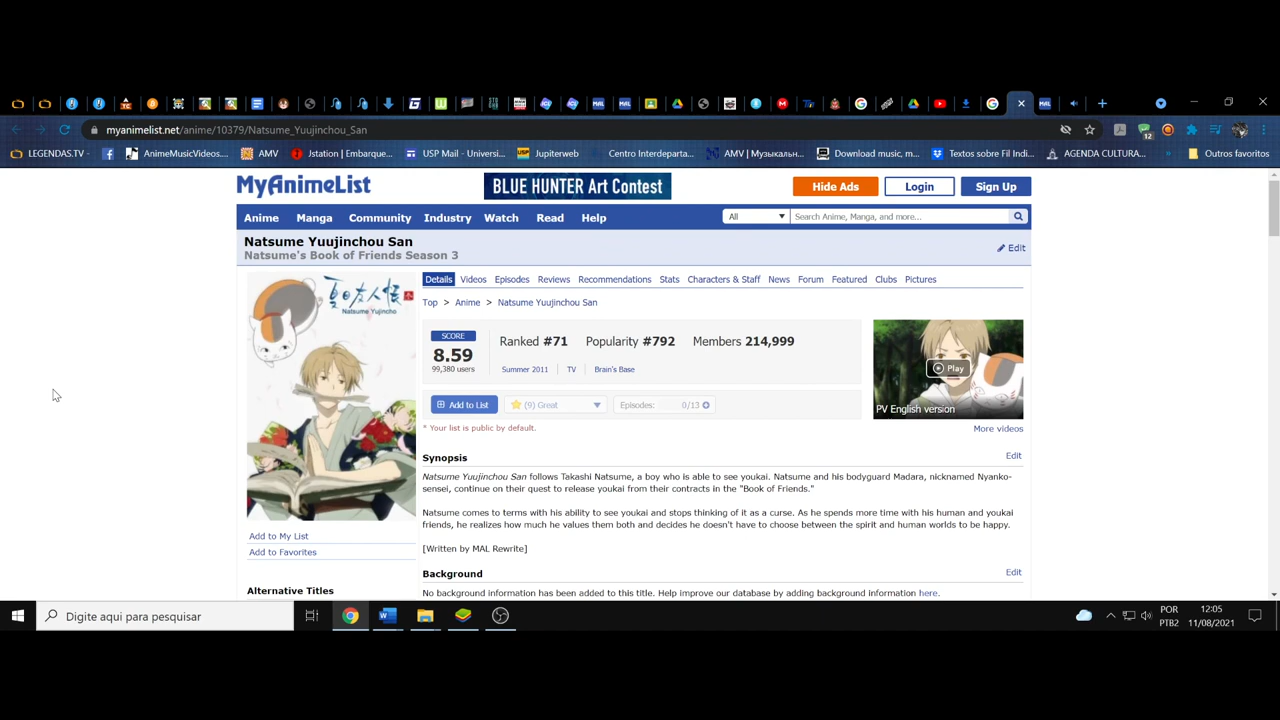 myanimelist.net/anime/10379/Natsume_Yuujinchou_San
LEGENDAS.TV - AnimeMusicVideos... AMV Jstation | Embarque... USP Mail - Universi... Jupiterweb Centro Interdeparta... AMV | Музыкальн... Download music, m... Textos sobre Fil Indi... AGENDA CULTURA... » Outros favoritos
MyAnimeList
BLUE HUNTER Art Contest
Hide Ads Login Sign Up
Anime Manga Community Industry Watch Read Help
All Search Anime, Manga, and more...
Natsume Yuujinchou San
Natsume's Book of Friends Season 3
Edit
夏目友人帳 参
Natsume Yujincho
Details Videos Episodes Reviews Recommendations Stats Characters & Staff News Forum Featured Clubs Pictures
Top > Anime > Natsume Yuujinchou San
SCORE
8.59
99,380 users
Ranked #71 Popularity #792 Members 214,999
Summer 2011 TV Brain's Base
Play
PV English version
Add to List (9) Great Episodes: 0/13
* Your list is public by default.
More videos
Synopsis Edit
Natsume Yuujinchou San follows Takashi Natsume, a boy who is able to see youkai. Natsume and his bodyguard Madara, nicknamed Nyanko-
sensei, continue on their quest to release youkai from their contracts in the "Book of Friends."
Natsume comes to terms with his ability to see youkai and stops thinking of it as a curse. As he spends more time with his human and youkai
friends, he realizes how much he values them both and decides he doesn't have to choose between the spirit and human worlds to be happy.
[Written by MAL Rewrite]
Add to My List
Add to Favorites
Background Edit
No background information has been added to this title. Help improve our database by adding background information here.
Alternative Titles
Digite aqui para pesquisar
POR
PTB2
12:05
11/08/2021